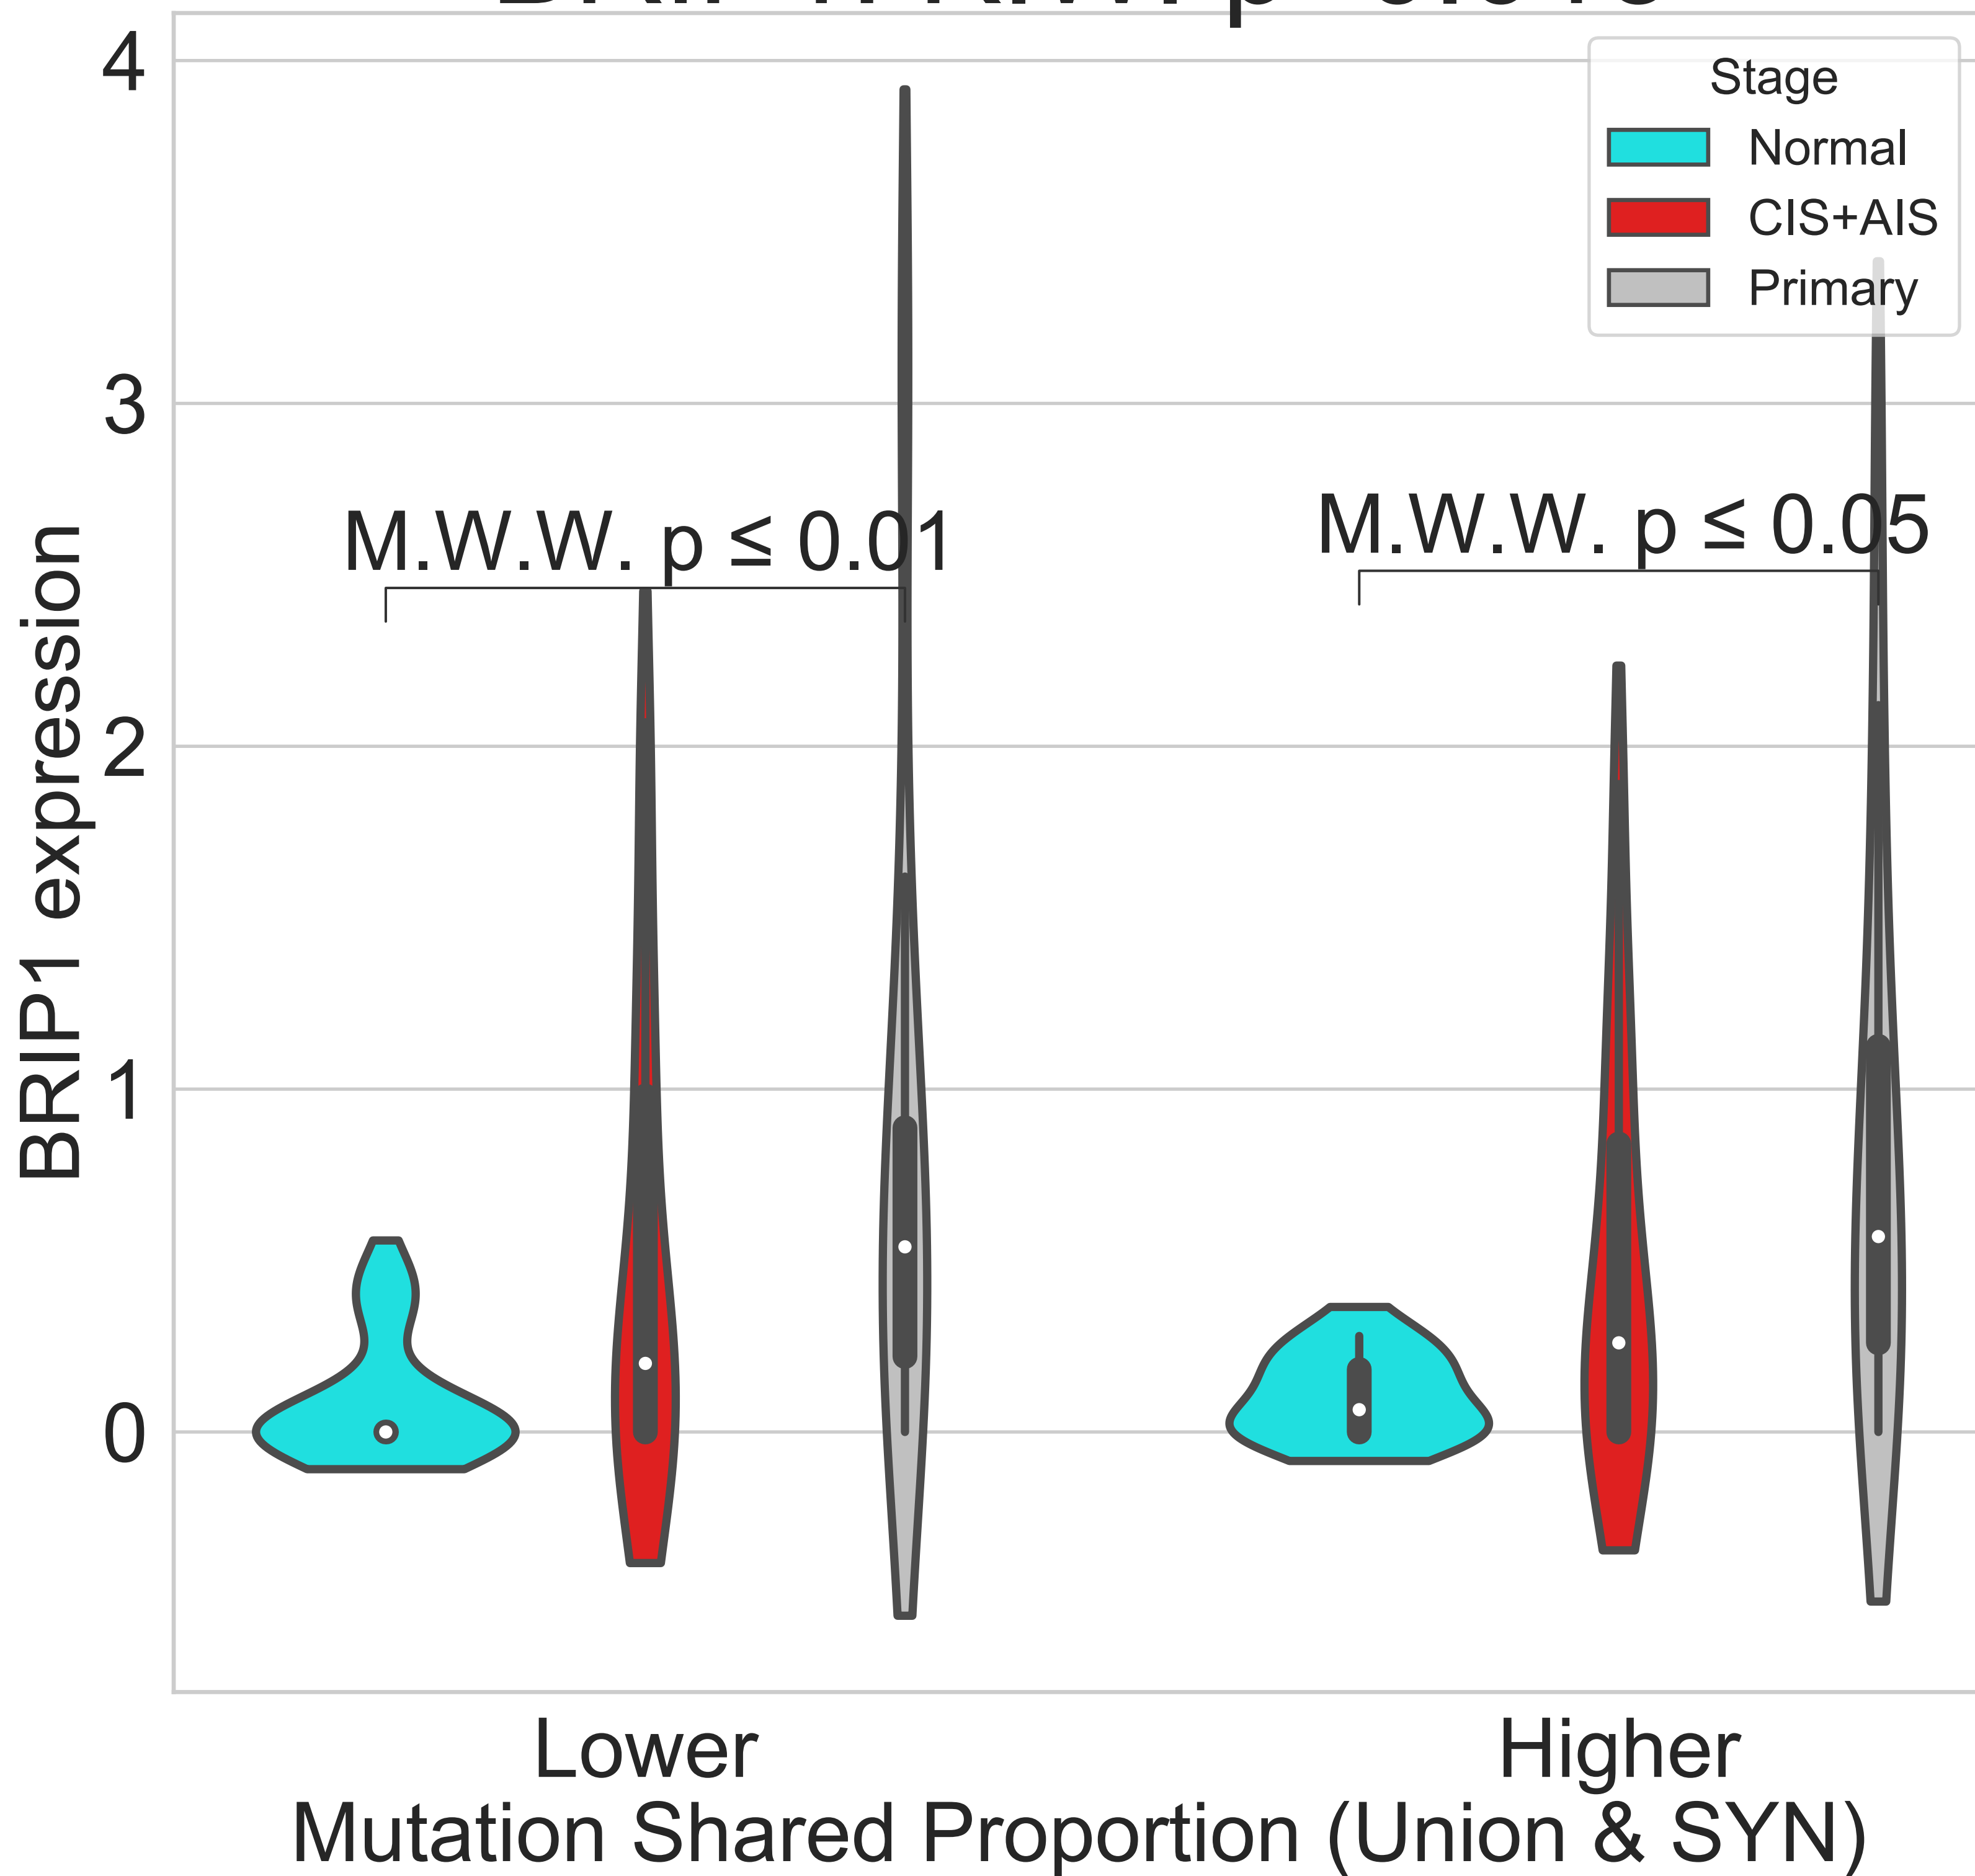 4
3
2
1
0
BRIP1 expression
Stage
Normal
CIS+AIS
Primary
M.W.W. p ≤ 0.01
M.W.W. p ≤ 0.05
Lower
Higher
Mutation Shared Proportion (Union & SYN)